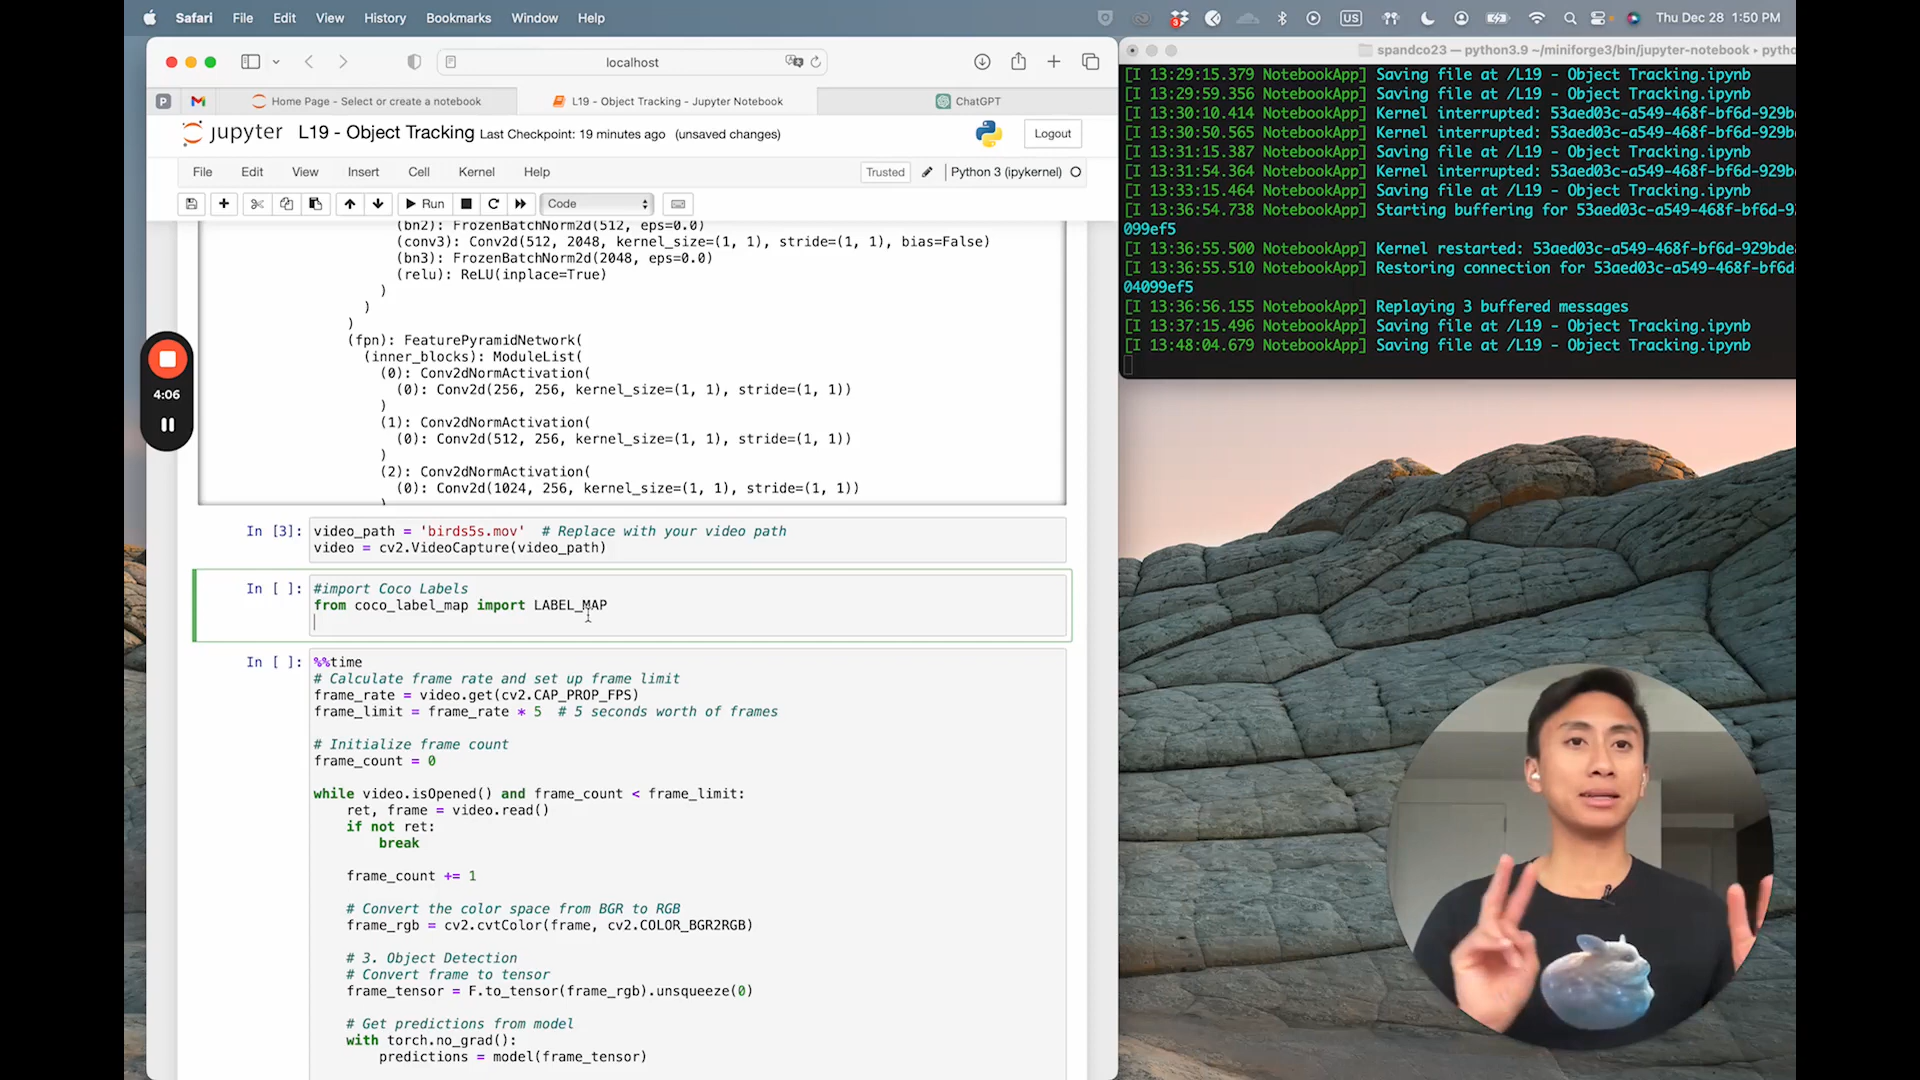 Safari File Edit View History Bookmarks Window Help
3
US
Thu Dec 28 1:50 PM
localhost
P
Home Page - Select or create a notebook
L19 - Object Tracking - Jupyter Notebook
ChatGPT
jupyter L19 - Object Tracking Last Checkpoint: 19 minutes ago (unsaved changes)
Logout
File Edit View Insert Cell Kernel Help
Trusted
Python 3 (ipykernel)
Run
Code
(bn2): FrozenBatchNorm2d(512, eps=0.0)
(conv3): Conv2d(512, 2048, kernel_size=(1, 1), stride=(1, 1), bias=False)
(bn3): FrozenBatchNorm2d(2048, eps=0.0)
(relu): ReLU(inplace=True)
)
)
)
(fpn): FeaturePyramidNetwork(
(inner_blocks): ModuleList(
(0): Conv2dNormActivation(
(0): Conv2d(256, 256, kernel_size=(1, 1), stride=(1, 1))
)
(1): Conv2dNormActivation(
(0): Conv2d(512, 256, kernel_size=(1, 1), stride=(1, 1))
)
(2): Conv2dNormActivation(
(0): Conv2d(1024, 256, kernel_size=(1, 1), stride=(1, 1))
)
4:06
In [3]: video_path = 'birds5s.mov' # Replace with your video path
video = cv2.VideoCapture(video_path)
In [ ]: #import Coco Labels
from coco_label_map import LABEL_MAP
In [ ]: %%time
# Calculate frame rate and set up frame limit
frame_rate = video.get(cv2.CAP_PROP_FPS)
frame_limit = frame_rate * 5 # 5 seconds worth of frames
# Initialize frame count
frame_count = 0
while video.isOpened() and frame_count < frame_limit:
ret, frame = video.read()
if not ret:
break
frame_count += 1
# Convert the color space from BGR to RGB
frame_rgb = cv2.cvtColor(frame, cv2.COLOR_BGR2RGB)
# 3. Object Detection
# Convert frame to tensor
frame_tensor = F.to_tensor(frame_rgb).unsqueeze(0)
# Get predictions from model
with torch.no_grad():
predictions = model(frame_tensor)
spandco23 — python3.9 ~/miniforge3/bin/jupyter-notebook ▸ pytho
[I 13:29:15.379 NotebookApp] Saving file at /L19 - Object Tracking.ipynb
[I 13:29:59.356 NotebookApp] Saving file at /L19 - Object Tracking.ipynb
[I 13:30:10.414 NotebookApp] Kernel interrupted: 53aed03c-a549-468f-bf6d-929b
[I 13:30:50.565 NotebookApp] Kernel interrupted: 53aed03c-a549-468f-bf6d-929b
[I 13:31:15.387 NotebookApp] Saving file at /L19 - Object Tracking.ipynb
[I 13:31:54.364 NotebookApp] Kernel interrupted: 53aed03c-a549-468f-bf6d-929b
[I 13:33:15.464 NotebookApp] Saving file at /L19 - Object Tracking.ipynb
[I 13:36:54.738 NotebookApp] Starting buffering for 53aed03c-a549-468f-bf6d-9
099ef5
[I 13:36:55.500 NotebookApp] Kernel restarted: 53aed03c-a549-468f-bf6d-929bde
[I 13:36:55.510 NotebookApp] Restoring connection for 53aed03c-a549-468f-bf6d
04099ef5
[I 13:36:56.155 NotebookApp] Replaying 3 buffered messages
[I 13:37:15.496 NotebookApp] Saving file at /L19 - Object Tracking.ipynb
[I 13:48:04.679 NotebookApp] Saving file at /L19 - Object Tracking.ipynb